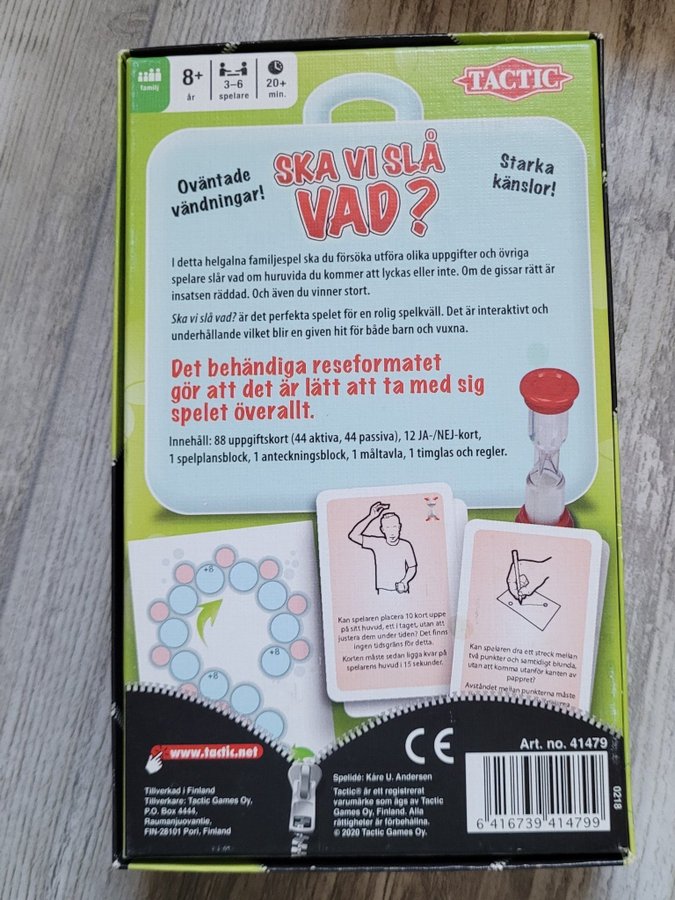 familj
8+
år
3–6
spelare
20+
min.
TACTIC
Oväntade
vändningar!
SKA VI SLÅ
VAD?
Starka
känslor!
I detta helgalna familjespel ska du försöka utföra olika uppgifter och övriga
spelare slår vad om huruvida du kommer att lyckas eller inte. Om de gissar rätt är
insatsen räddad. Och även du vinner stort.
Ska vi slå vad? är det perfekta spelet för en rolig spelkväll. Det är interaktivt och
underhållande vilket blir en given hit för både barn och vuxna.
Det behändiga reseformatet
gör att det är lätt att ta med sig
spelet överallt.
Innehåll: 88 uppgiftskort (44 aktiva, 44 passiva), 12 JA-/NEJ-kort,
1 spelplansblock, 1 anteckningsblock, 1 måltavla, 1 timglas och regler.
+8
+8
+8
Kan spelaren placera 10 kort uppe
på sitt huvud, ett i taget, utan att
justera dem under tiden? Det finns
ingen tidsgräns för detta.
Korten måste sedan ligga kvar på
spelarens huvud i 15 sekunder.
Kan spelaren dra ett streck mellan
två punkter och samtidigt blunda,
utan att komma utanför kanten av
pappret?
Avståndet mellan punkterna måste
www.tactic.net
Tillverkad i Finland
Tillverkare: Tactic Games Oy,
P.O. Box 4444,
Raumanjuovantie,
FIN-28101 Pori, Finland
CE
Spelidé: Kåre U. Andersen
Tactic® är ett registrerat
varumärke som ägs av Tactic
Games Oy, Finland. Alla
rättigheter är förbehållna.
© 2020 Tactic Games Oy.
Art. no. 41479
6 416739 414799
0218